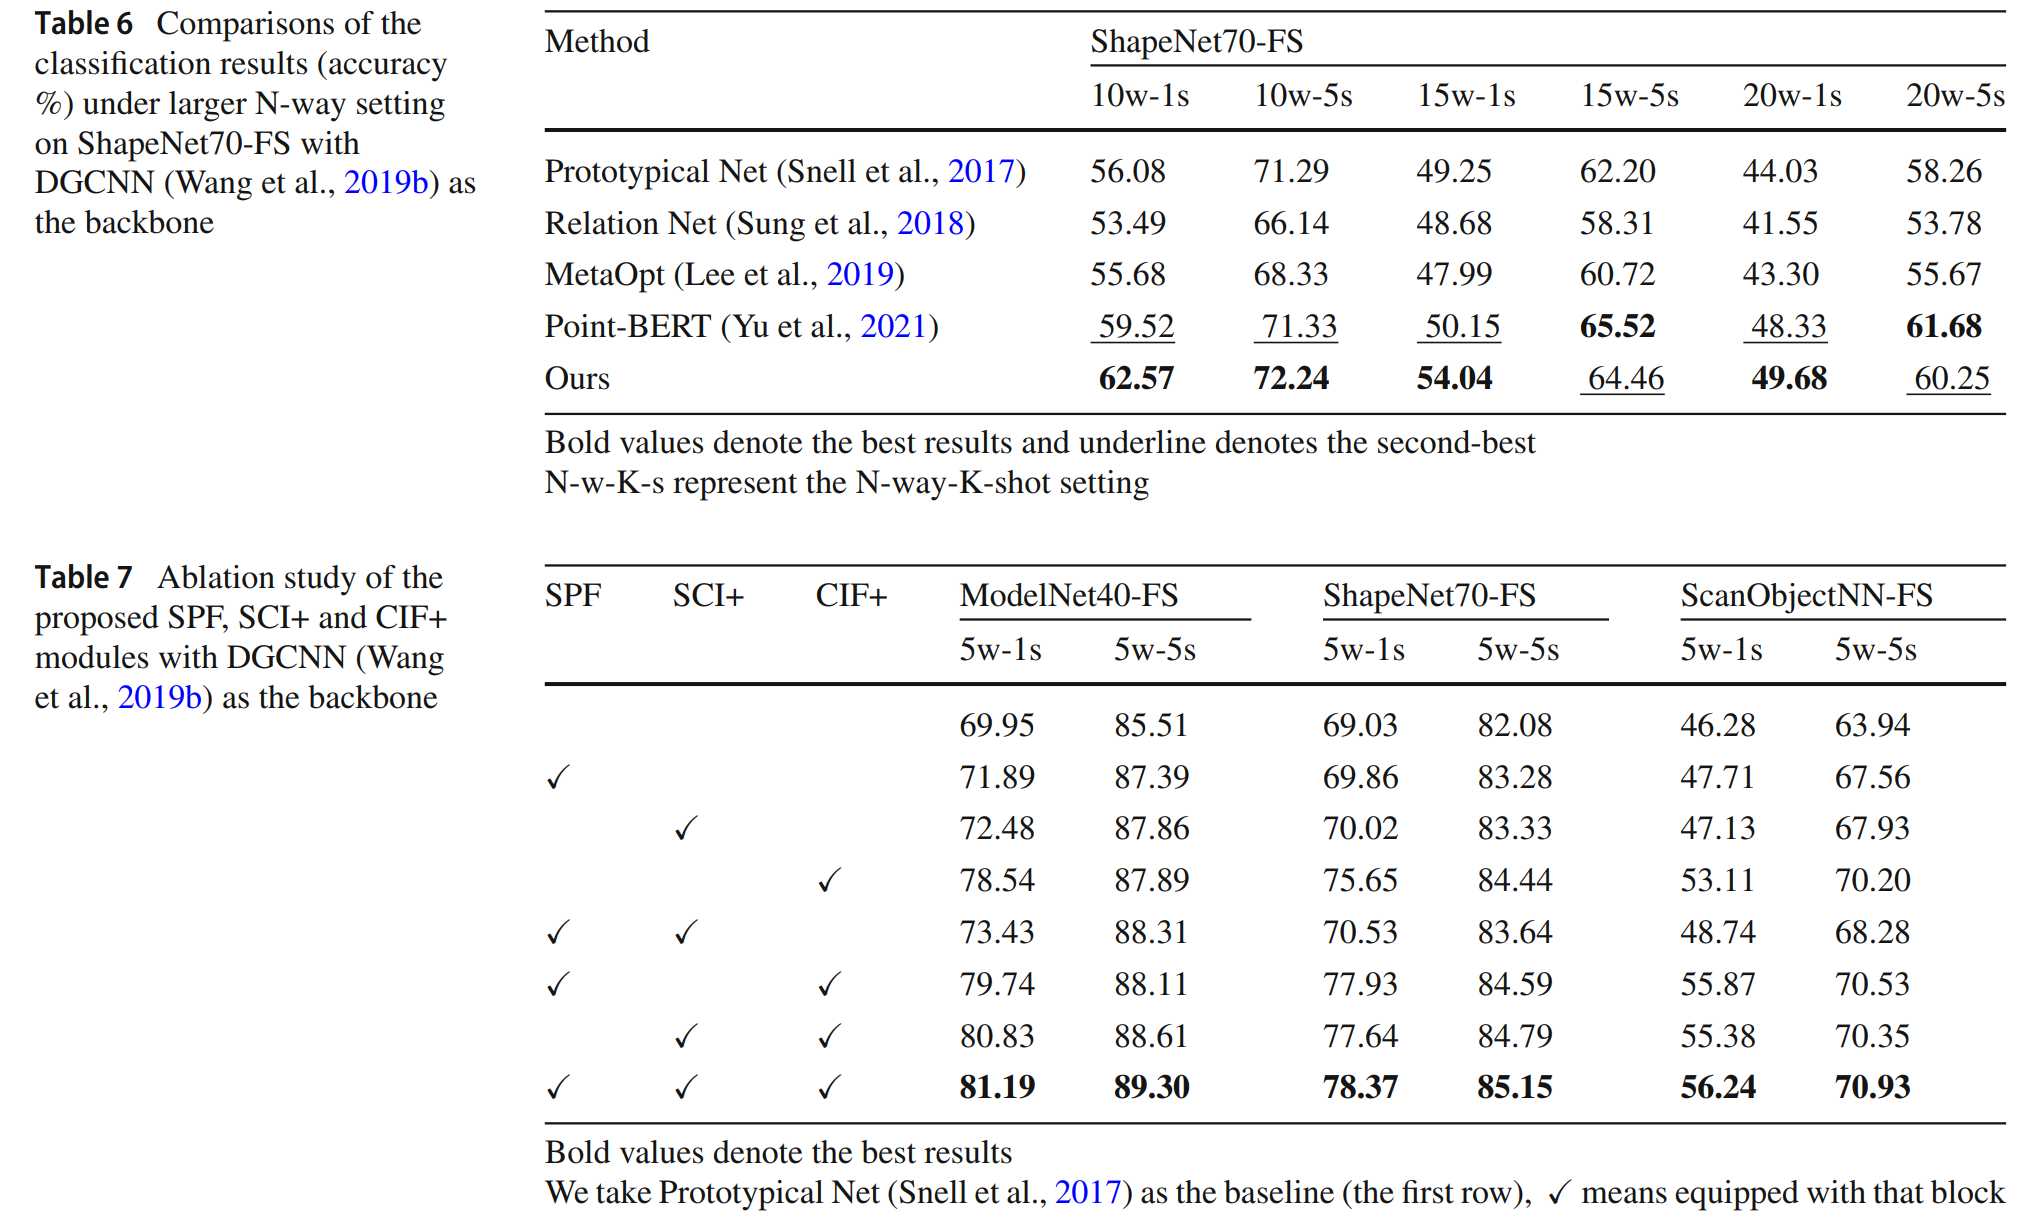 Table 6 Comparisons of the
classification results (accuracy
%) under larger N-way setting
on ShapeNet70-FS with
DGCNN (Wang et al., 2019b) as
the backbone
Method ShapeNet70-FS
10w-1s 10w-5s 15w-1s 15w-5s 20w-1s 20w-5s
Prototypical Net (Snell et al., 2017) 56.08 71.29 49.25 62.20 44.03 58.26
Relation Net (Sung et al., 2018) 53.49 66.14 48.68 58.31 41.55 53.78
MetaOpt (Lee et al., 2019) 55.68 68.33 47.99 60.72 43.30 55.67
Point-BERT (Yu et al., 2021) 59.52 71.33 50.15 65.52 48.33 61.68
Ours 62.57 72.24 54.04 64.46 49.68 60.25
Bold values denote the best results and underline denotes the second-best
N-w-K-s represent the N-way-K-shot setting
Table 7 Ablation study of the
proposed SPF, SCI+ and CIF+
modules with DGCNN (Wang
et al., 2019b) as the backbone
SPF SCI+ CIF+ ModelNet40-FS ShapeNet70-FS ScanObjectNN-FS
5w-1s 5w-5s 5w-1s 5w-5s 5w-1s 5w-5s
69.95 85.51 69.03 82.08 46.28 63.94
✓ 71.89 87.39 69.86 83.28 47.71 67.56
✓ 72.48 87.86 70.02 83.33 47.13 67.93
✓ 78.54 87.89 75.65 84.44 53.11 70.20
✓ ✓ 73.43 88.31 70.53 83.64 48.74 68.28
✓ ✓ 79.74 88.11 77.93 84.59 55.87 70.53
✓ ✓ 80.83 88.61 77.64 84.79 55.38 70.35
✓ ✓ ✓ 81.19 89.30 78.37 85.15 56.24 70.93
Bold values denote the best results
We take Prototypical Net (Snell et al., 2017) as the baseline (the first row), ✓ means equipped with that block